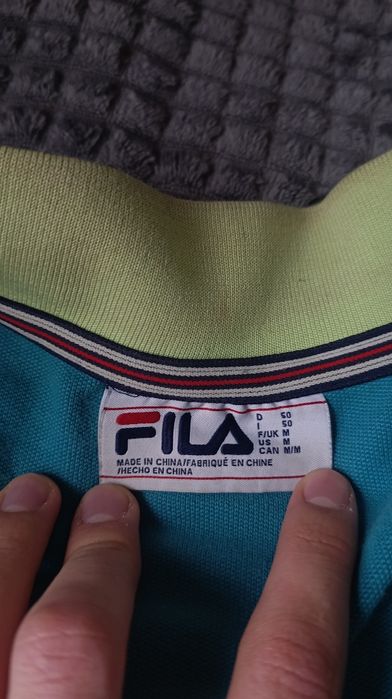 FILA
D 50
I 50
F/UK M
US M
CAN M/M
MADE IN CHINA/FABRIQUÉ EN CHINE
/HECHO EN CHINA